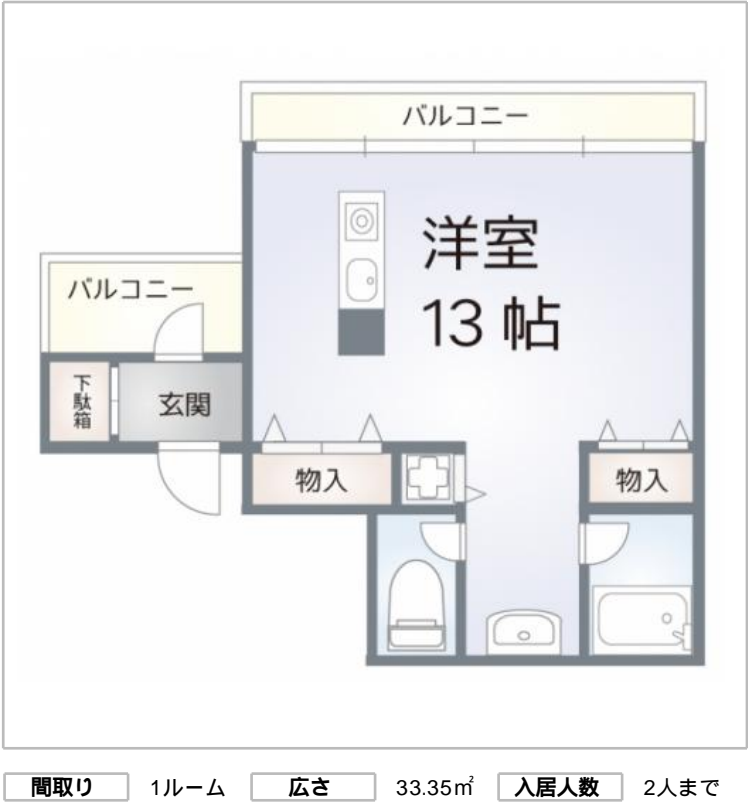 バルコニー
洋室
13帖
バルコニー
下駄箱
玄関
物入
物入
間取り 1ルーム 広さ 33.35㎡ 入居人数 2人まで